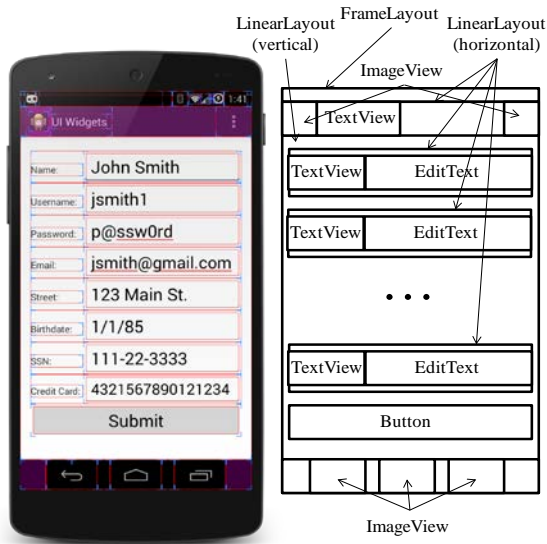 1:41
UI Widgets
Name: John Smith
Username: jsmith1
Password: p@ssw0rd
Email: jsmith@gmail.com
Street: 123 Main St.
Birthdate: 1/1/85
SSN: 111-22-3333
Credit Card: 4321567890121234
Submit
FrameLayout
LinearLayout
(vertical)
LinearLayout
(horizontal)
ImageView
TextView
TextView EditText
TextView EditText
• • •
TextView EditText
Button
ImageView